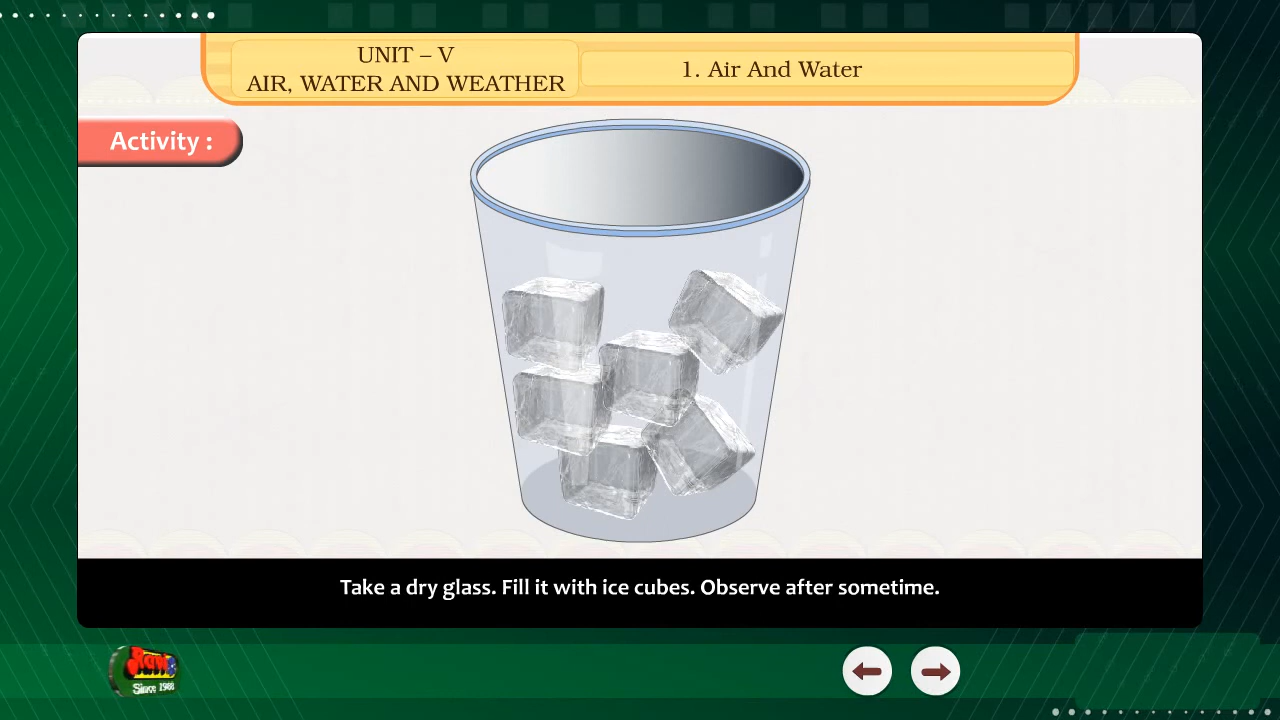 UNIT – V
AIR, WATER AND WEATHER
1. Air And Water
Activity :
Take a dry glass. Fill it with ice cubes. Observe after sometime.
Since 1968